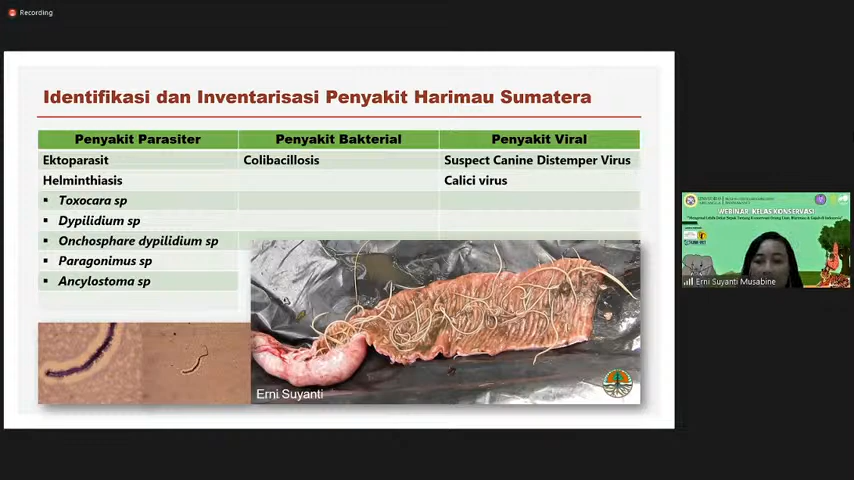 Recording
Identifikasi dan Inventarisasi Penyakit Harimau Sumatera
Penyakit Parasiter Penyakit Bakterial Penyakit Viral
Ektoparasit Colibacillosis Suspect Canine Distemper Virus
Helminthiasis Calici virus
▪ Toxocara sp
▪ Dypilidium sp
▪ Onchosphare dypilidium sp
▪ Paragonimus sp
▪ Ancylostoma sp
Erni Suyanti
WEBINAR KELAS KONSERVASI
Erni Suyanti Musabine